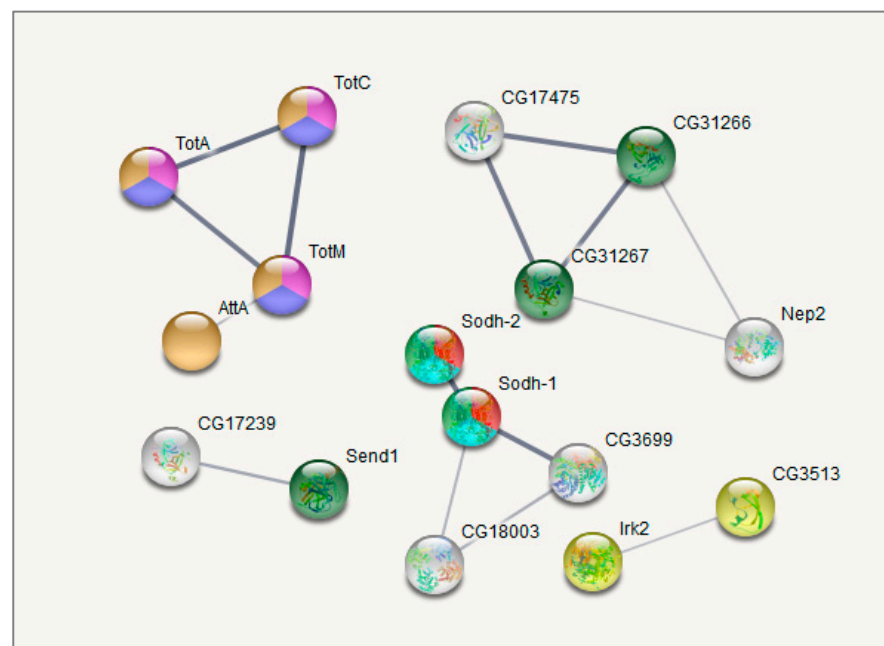 TotC
CG17475
CG31266
TotA
TotM
CG31267
AttA
Nep2
Sodh-2
Sodh-1
CG17239
CG3699
Send1
CG3513
Irk2
CG18003